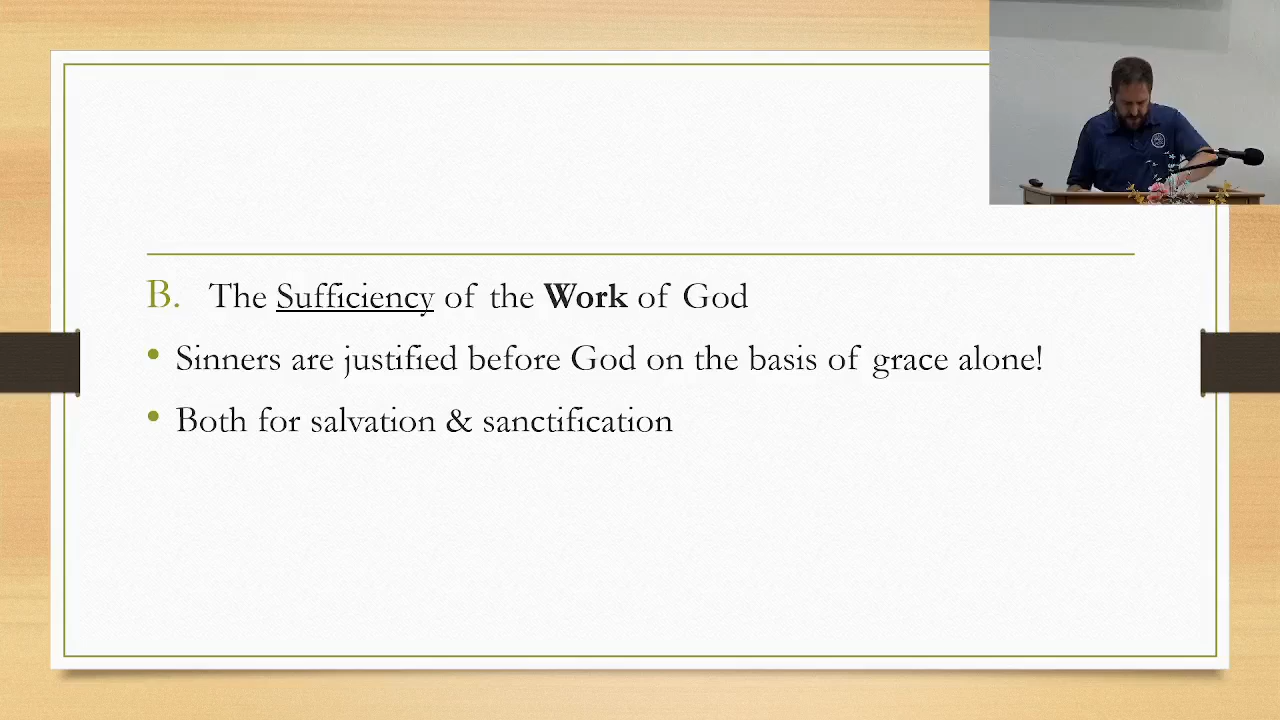 B. The Sufficiency of the Work of God
• Sinners are justified before God on the basis of grace alone!
• Both for salvation & sanctification